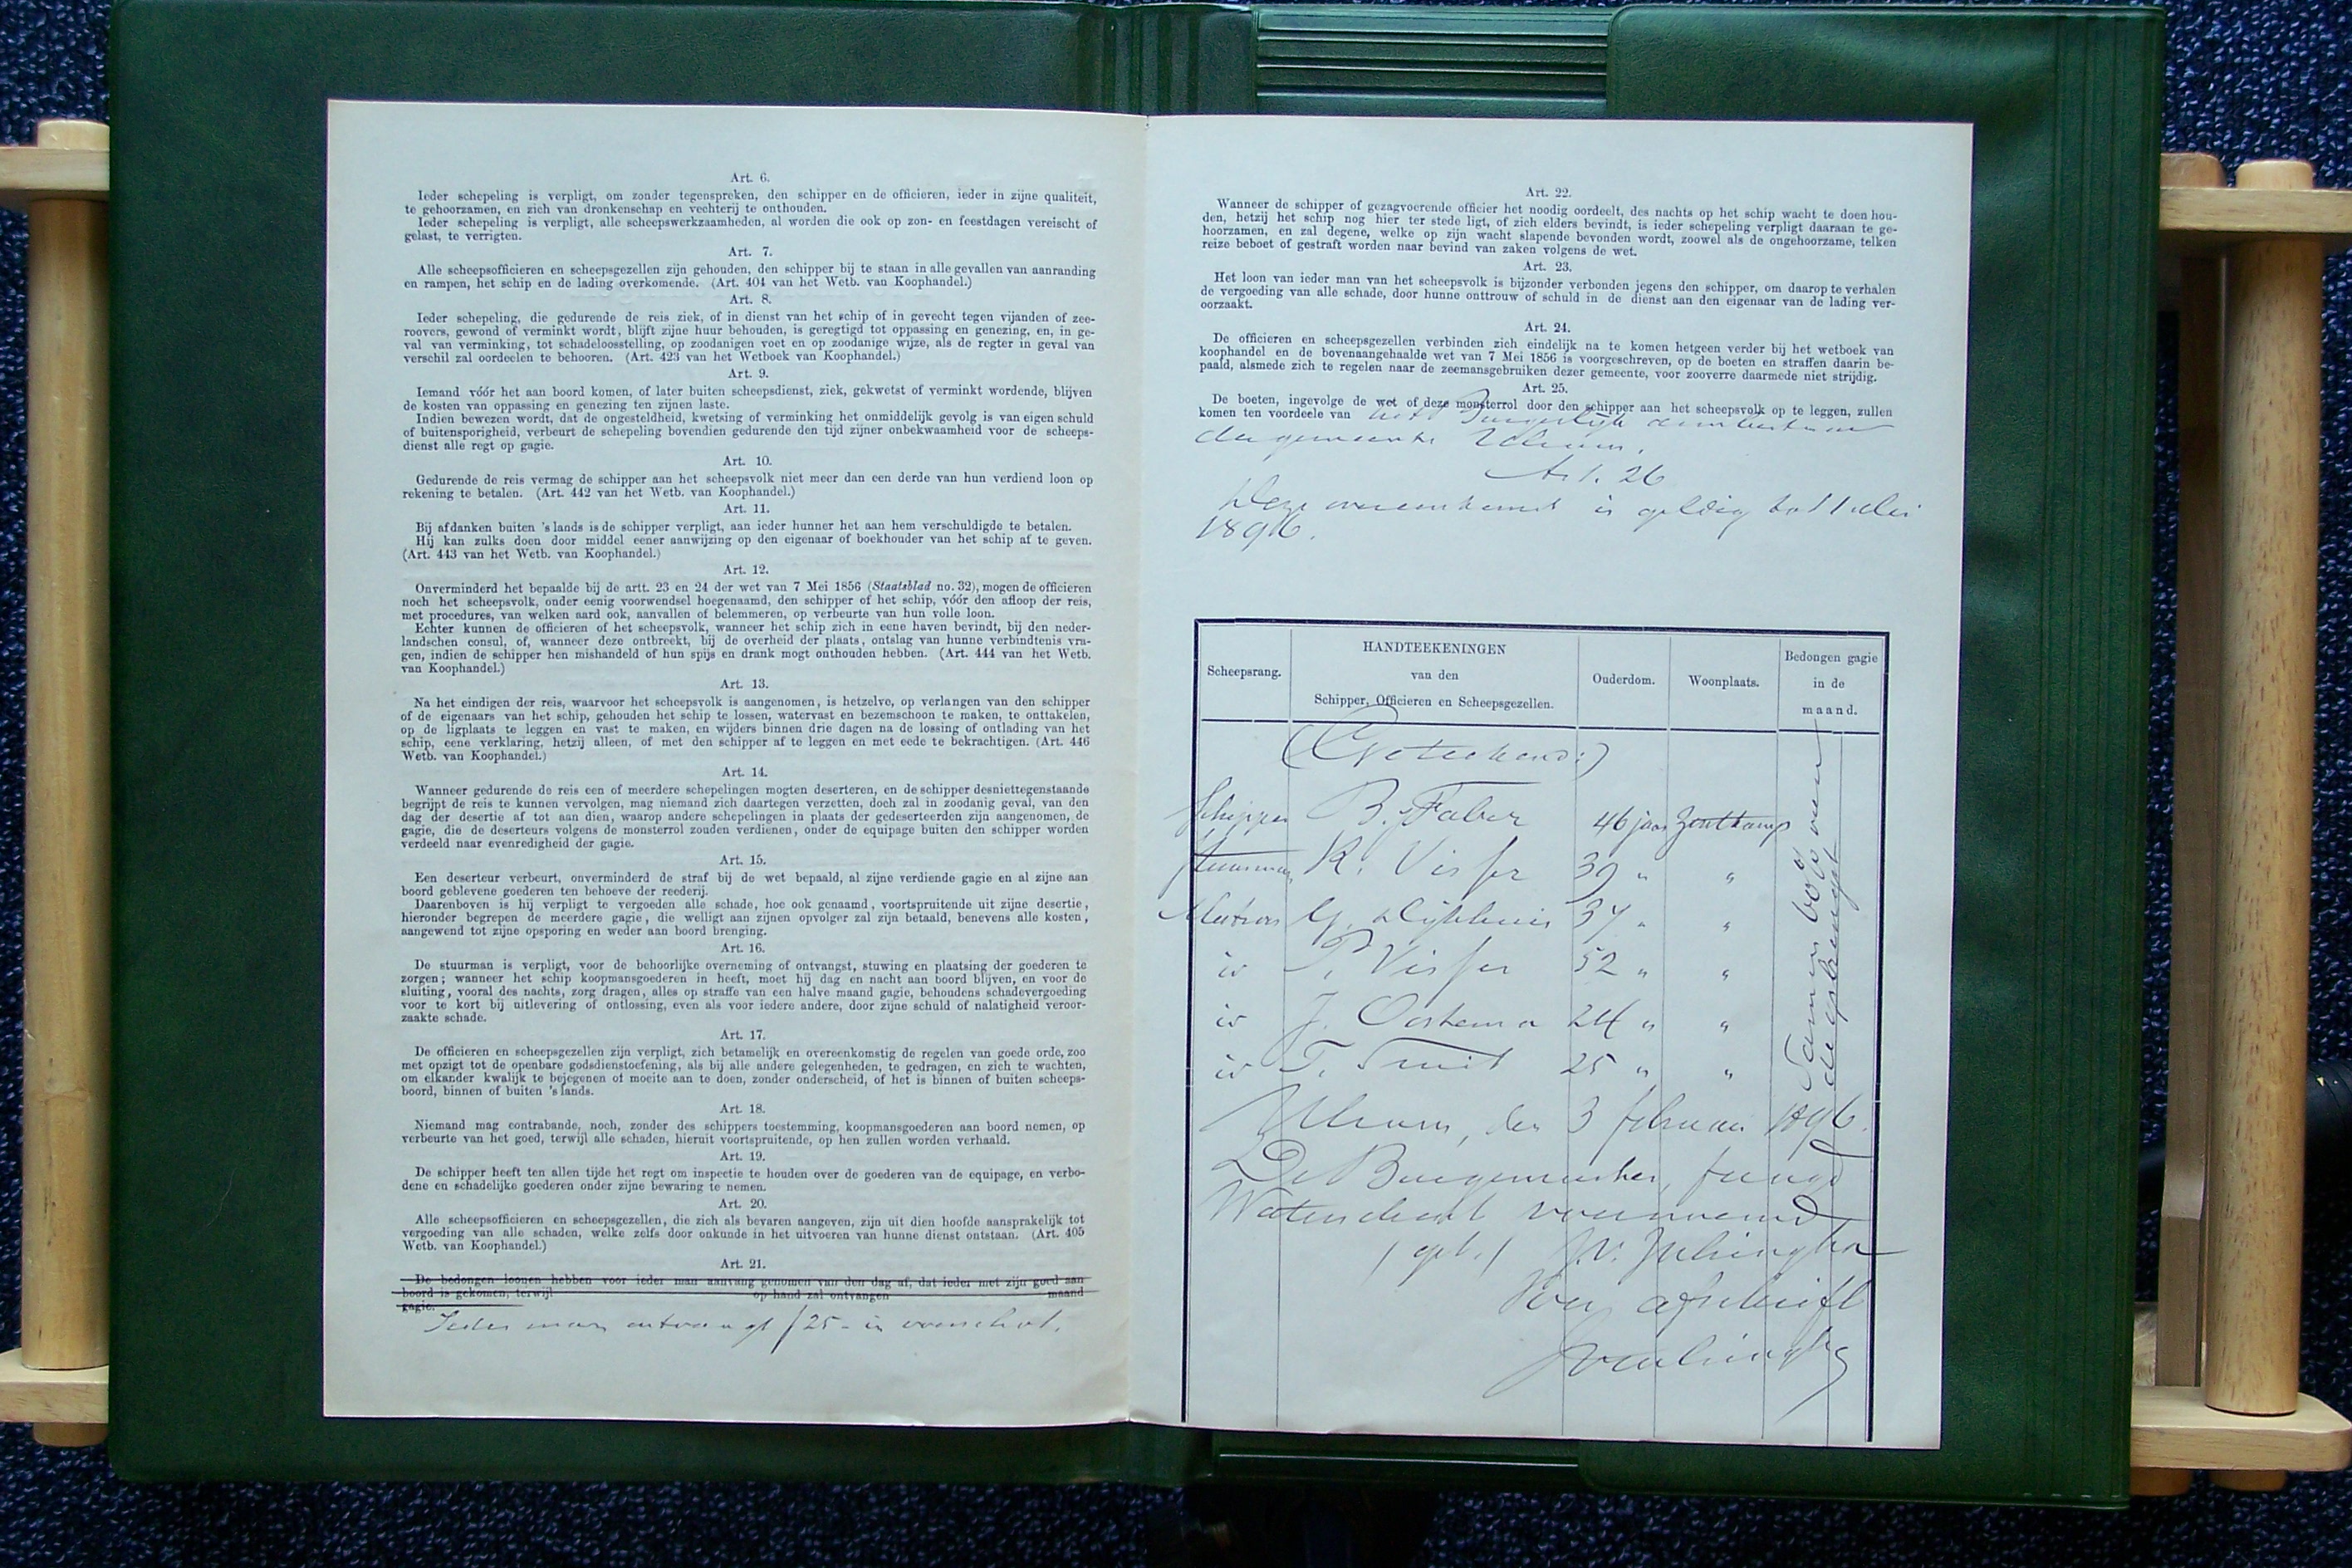 Art. 6.
Ieder schepeling is verpligt, om zonder tegenspreken, den schipper en de officieren, ieder in zijne qualiteit,
te gehoorzamen, en zich van dronkenschap en vechterij te onthouden.
Ieder schepeling is verpligt, alle scheepswerkzaamheden, al worden die ook op zon- en feestdagen vereischt of
gelast, te verrigten.
Art. 7.
Alle scheepsofficieren en scheepsgezellen zijn gehouden, den schipper bij te staan in alle gevallen van aanranding
en rampen, het schip en de lading overkomende. (Art. 404 van het Wetb. van Koophandel.)
Art. 8.
Ieder schepeling, die gedurende de reis ziek, of in dienst van het schip of in gevecht tegen vijanden of zee-
roovers, gewond of verminkt wordt, blijft zijne huur behouden, is geregtigd tot oppassing en genezing, en, in ge-
val van verminking, tot schadeloosstelling, op zoodanigen voet en op zoodanige wijze, als de regter in geval van
verschil zal oordeelen te behooren. (Art. 423 van het Wetboek van Koophandel.)
Art. 9.
Iemand vóór het aan boord komen, of later buiten scheepsdienst, ziek, gekwetst of verminkt wordende, blijven
de kosten van oppassing en genezing ten zijnen laste.
Indien bewezen wordt, dat de ongesteldheid, kwetsing of verminking het onmiddelijk gevolg is van eigen schuld
of buitensporigheid, verbeurt de schepeling bovendien gedurende den tijd zijner onbekwaamheid voor de scheeps-
dienst alle regt op gagie.
Art. 10.
Gedurende de reis vermag de schipper aan het scheepsvolk niet meer dan een derde van hun verdiend loon op
rekening te betalen. (Art. 442 van het Wetb. van Koophandel.)
Art. 11.
Bij afdanken buiten 's lands is de schipper verpligt, aan ieder hunner het aan hem verschuldigde te betalen.
Hij kan zulks doen door middel eener aanwijzing op den eigenaar of boekhouder van het schip af te geven.
(Art. 443 van het Wetb. van Koophandel.)
Art. 12.
Onverminderd het bepaalde bij de artt. 23 en 24 der wet van 7 Mei 1856 (Staatsblad no. 32), mogen de officieren
noch het scheepsvolk, onder eenig voorwendsel hoegenaamd, den schipper of het schip, vóór den afloop der reis,
met procedures, van welken aard ook, aanvallen of belemmeren, op verbeurte van hun volle loon.
Echter kunnen de officieren of het scheepsvolk, wanneer het schip zich in eene haven bevindt, bij den neder-
landschen consul, of, wanneer deze ontbreekt, bij de overheid der plaats, ontslag van hunne verbindtenis vra-
gen, indien de schipper hen mishandeld of hun spijs en drank mogt onthouden hebben. (Art. 444 van het Wetb.
van Koophandel.)
Art. 13.
Na het eindigen der reis, waarvoor het scheepsvolk is aangenomen, is hetzelve, op verlangen van den schipper
of de eigenaars van het schip, gehouden het schip te lossen, watervast en bezemschoon te maken, te onttakelen,
op de ligplaats te leggen en vast te maken, en wijders binnen drie dagen na de lossing of ontlading van het
schip, eene verklaring, hetzij alleen, of met den schipper af te leggen en met eede te bekrachtigen. (Art. 446
Wetb. van Koophandel.)
Art. 14.
Wanneer gedurende de reis een of meerdere schepelingen mogten deserteren, en de schipper desniettegenstaande
begrijpt de reis te kunnen vervolgen, mag niemand zich daartegen verzetten, doch zal in zoodanig geval, van den
dag der desertie af tot aan dien, waarop andere schepelingen in plaats der gedeserteerden zijn aangenomen, de
gagie, die de deserteurs volgens de monsterrol zouden verdienen, onder de equipage buiten den schipper worden
verdeeld naar evenredigheid der gagie.
Art. 15.
Een deserteur verbeurt, onverminderd de straf bij de wet bepaald, al zijne verdiende gagie en al zijne aan
boord geblevene goederen ten behoeve der reederij.
Daarenboven is hij verpligt te vergoeden alle schade, hoe ook genaamd, voortspruitende uit zijne desertie,
hieronder begrepen de meerdere gagie, die welligt aan zijnen opvolger zal zijn betaald, benevens alle kosten,
aangewend tot zijne opsporing en weder aan boord brenging.
Art. 16.
De stuurman is verpligt, voor de behoorlijke overneming of ontvangst, stuwing en plaatsing der goederen te
zorgen; wanneer het schip koopmansgoederen in heeft, moet hij dag en nacht aan boord blijven, en voor de
sluiting, vooral des nachts, zorg dragen, alles op straffe van een halve maand gagie, behoudens schadevergoeding
voor te kort bij uitlevering of ontlossing, even als voor iedere andere, door zijne schuld of nalatigheid veroor-
zaakte schade.
Art. 17.
De officieren en scheepsgezellen zijn verpligt, zich betamelijk en overeenkomstig de regelen van goede orde, zoo
met opzigt tot de openbare godsdienstoefening, als bij alle andere gelegenheden, te gedragen, en zich te wachten,
om elkander kwalijk te bejegenen of moeite aan te doen, zonder onderscheid, of het is binnen of buiten scheeps-
boord, binnen of buiten 's lands.
Art. 18.
Niemand mag contrabande, noch, zonder des schippers toestemming, koopmansgoederen aan boord nemen, op
verbeurte van het goed, terwijl alle schaden, hieruit voortspruitende, op hen zullen worden verhaald.
Art. 19.
De schipper heeft ten allen tijde het regt om inspectie te houden over de goederen van de equipage, en verbo-
dene en schadelijke goederen onder zijne bewaring te nemen.
Art. 20.
Alle scheepsofficieren en scheepsgezellen, die zich als bevaren aangeven, zijn uit dien hoofde aansprakelijk tot
vergoeding van alle schaden, welke zelfs door onkunde in het uitvoeren van hunne dienst ontstaan. (Art. 405
Wetb. van Koophandel.)
Art. 21.
De bedongen loonen hebben voor ieder man aanvang genomen van den dag af, dat ieder met zijn goed aan
boord is gekomen, terwijl op hand zal ontvangen maand
gagie.
Ieder man ontvangt f 25.- in voorschot.
Art. 22.
Wanneer de schipper of gezagvoerende officier het noodig oordeelt, des nachts op het schip wacht te doen hou-
den, hetzij het schip nog hier ter stede ligt, of zich elders bevindt, is ieder schepeling verpligt daaraan te ge-
hoorzamen, en zal degene, welke op zijn wacht slapende bevonden wordt, zoowel als de ongehoorzame, telken
reize beboet of gestraft worden naar bevind van zaken volgens de wet.
Art. 23.
Het loon van ieder man van het scheepsvolk is bijzonder verbonden jegens den schipper, om daarop te verhalen
de vergoeding van alle schade, door hunne onttrouw of schuld in de dienst aan den eigenaar van de lading ver-
oorzaakt.
Art. 24.
De officieren en scheepsgezellen verbinden zich eindelijk na te komen hetgeen verder bij het wetboek van
koophandel en de bovenaangehaalde wet van 7 Mei 1856 is voorgeschreven, op de boeten en straffen daarin be-
paald, alsmede zich te regelen naar de zeemansgebruiken dezer gemeente, voor zooverre daarmede niet strijdig.
Art. 25.
De boeten, ingevolge de wet of deze monsterrol door den schipper aan het scheepsvolk op te leggen, zullen
komen ten voordeele van het Burgerlijk armbestuur
der gemeente Ulrum.
Art. 26
Deze overeenkomst is geldig tot 1 Mei
1896.
Scheepsrang. HANDTEEKENINGEN van den Schipper, Officieren en Scheepsgezellen. Ouderdom. Woonplaats. Bedongen gagie in de maand.
(Geteekend:)
Schipper B. Faber 46 jaar Zoutkamp
Stuurman K. Visser 39 " "
Matroos G. Dijkhuis 37 " "
id P. Visser 52 " "
id J. Oostema 24 " "
id T. Smit 25 " "
Samen 60% van
de opbrengst
Ulrum, den 3 februari 1896.
De Burgemeester, fung
Waterschout voornoemd
(get.)
Voor afschrift